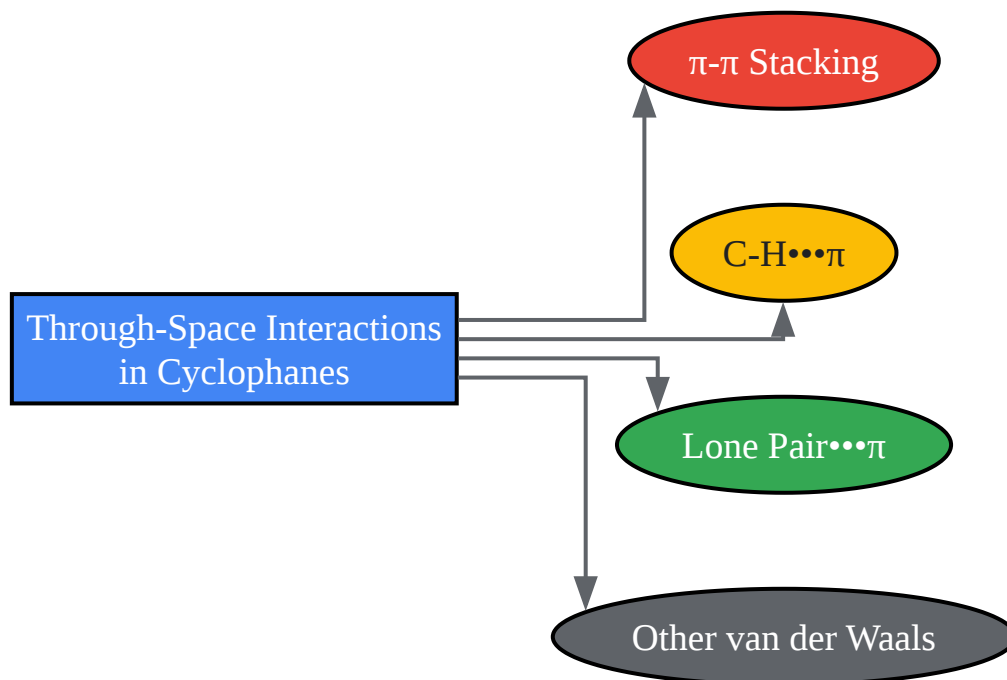 π-π Stacking
C-H•••π
Through-Space Interactions
in Cyclophanes
Lone Pair•••π
Other van der Waals